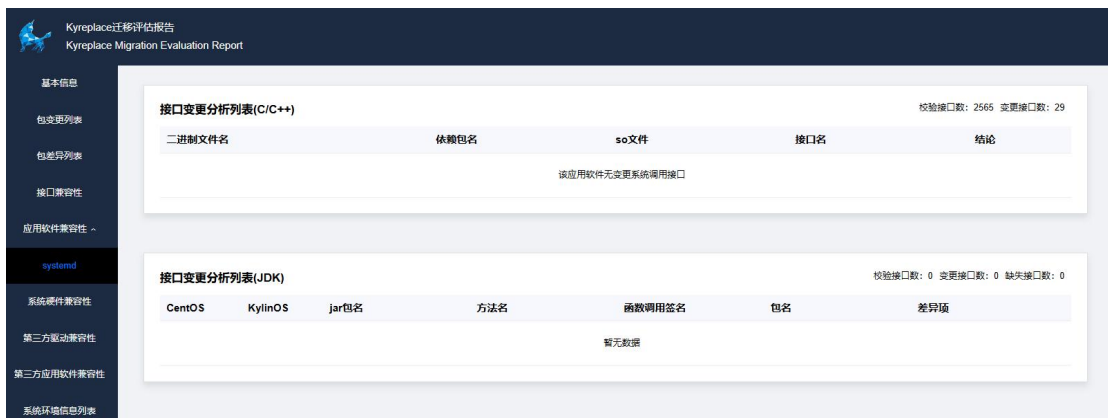 Kyreplace迁移评估报告
Kyreplace Migration Evaluation Report
基本信息
包变更列表
包差异列表
接口兼容性
应用软件兼容性
systemd
系统硬件兼容性
第三方驱动兼容性
第三方应用软件兼容性
系统环境信息列表
接口变更分析列表(C/C++) 校验接口数: 2565 变更接口数: 29
二进制文件名 依赖包名 so文件 接口名 结论
该应用软件无变更系统调用接口
接口变更分析列表(JDK) 校验接口数: 0 变更接口数: 0 缺失接口数: 0
CentOS KylinOS jar包名 方法名 函数调用签名 包名 差异项
暂无数据